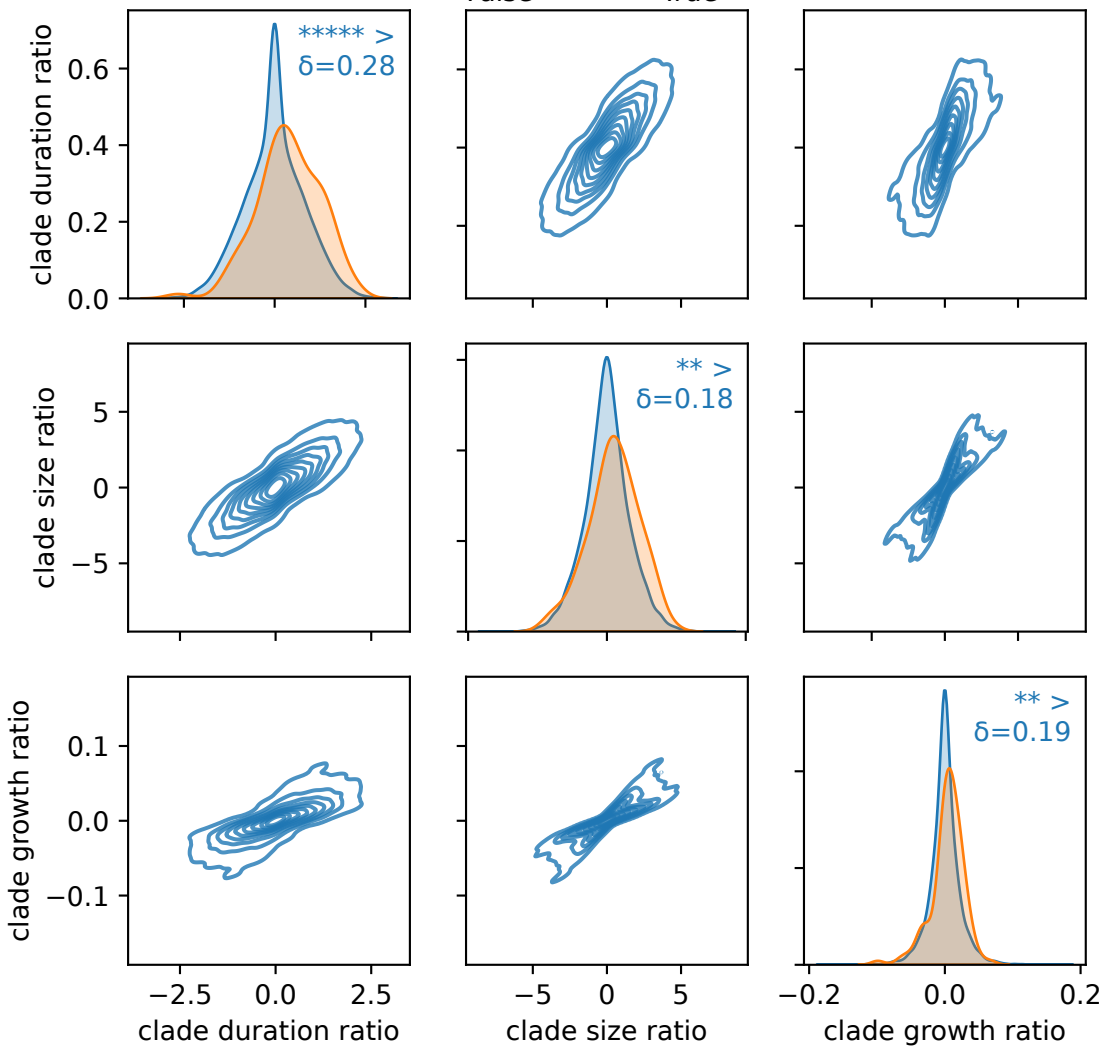 ***** >
δ=0.28
clade duration ratio
0.6
0.4
0.2
0.0
** >
δ=0.18
clade size ratio
5
0
−5
** >
δ=0.19
clade growth ratio
0.1
0.0
−0.1
−2.5 0.0 2.5
−5 0 5
−0.2 0.0 0.2
clade duration ratio
clade size ratio
clade growth ratio